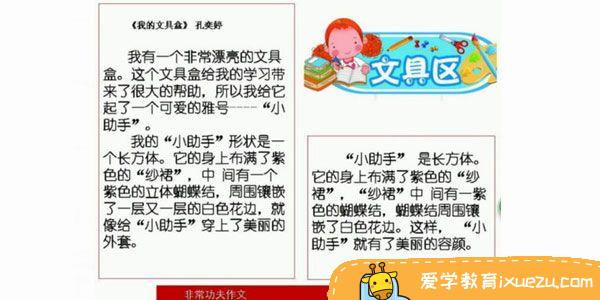 《我的文具盒》 孔奕婷
我有一个非常漂亮的文具
盒。这个文具盒给我的学习带
来了很大的帮助，所以我给它
起了一个可爱的雅号----“小
助手”。
我的“小助手”形状是一
个长方体。它的身上布满了紫
色的“纱裙”，中 间有一个
紫色的立体蝴蝶结，周围镶嵌
了一层又一层的白色花边，就
像给“小助手”穿上了美丽的
外套。
文具区
“小助手” 是长方体。
它的身上布满了紫色的“纱
裙”，“纱裙”中 间有一紫
色的蝴蝶结，蝴蝶结周围镶
嵌了白色花边。这样， “小
助手”就有了美丽的容颜。
非常功夫作文
爱学教育ixuezu.com